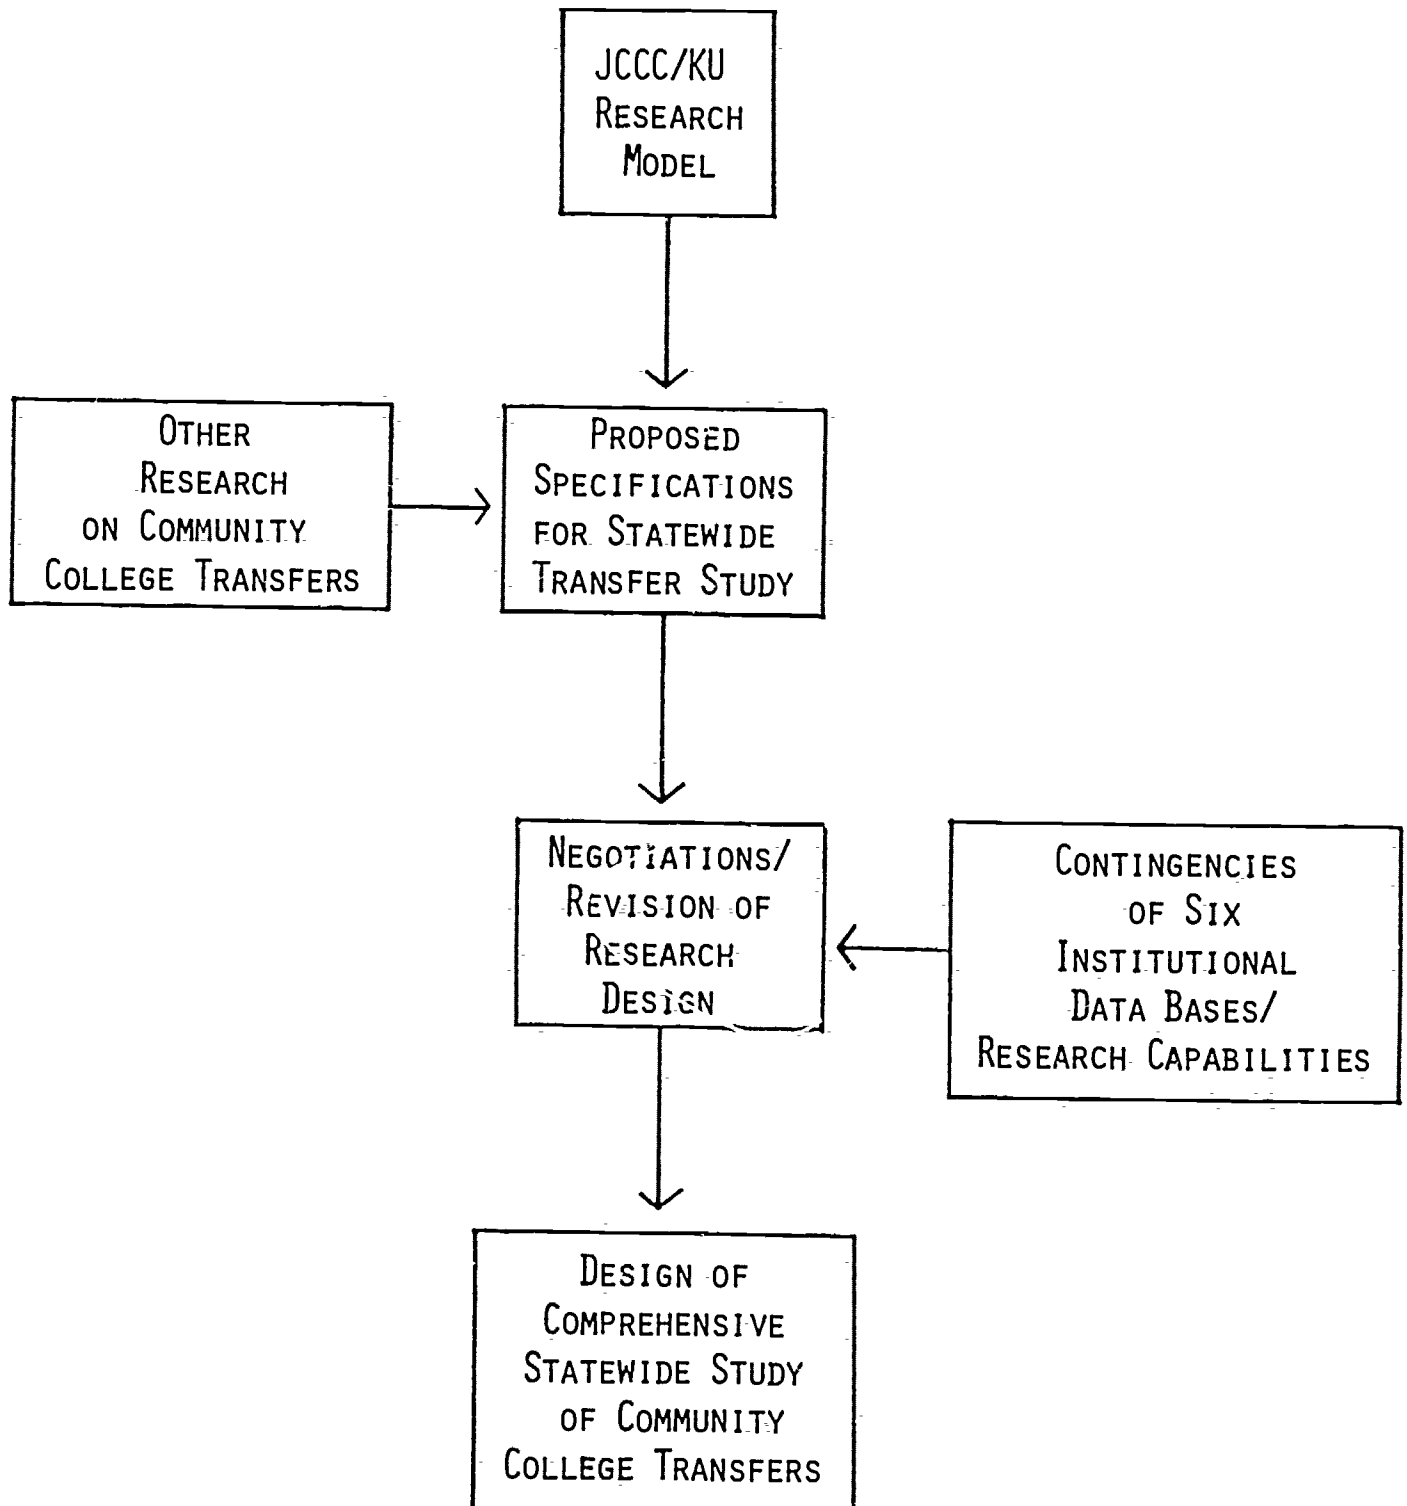 JCCC/KU
RESEARCH
MODEL
OTHER
RESEARCH
ON COMMUNITY
COLLEGE TRANSFERS
PROPOSED
SPECIFICATIONS
FOR STATEWIDE
TRANSFER STUDY
NEGOTIATIONS/
REVISION OF
RESEARCH
DESIGN
CONTINGENCIES
OF SIX
INSTITUTIONAL
DATA BASES/
RESEARCH CAPABILITIES
DESIGN OF
COMPREHENSIVE
STATEWIDE STUDY
OF COMMUNITY
COLLEGE TRANSFERS